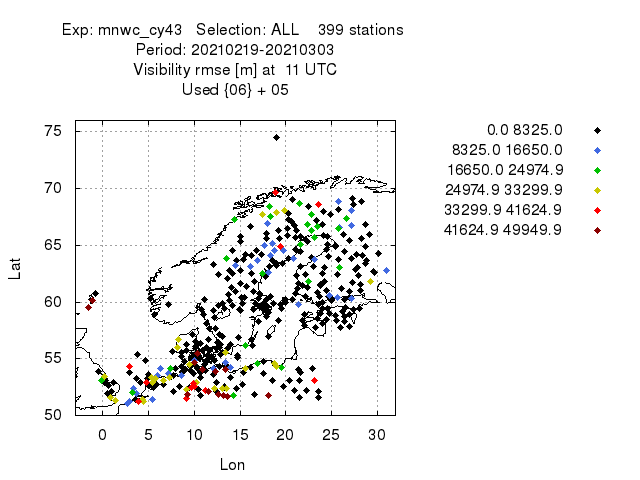 Exp: mnwc_cy43 Selection: ALL 399 stations
Period: 20210219-20210303
Visibility rmse [m] at 11 UTC
Used {06} + 05
75
70
65
60
55
50
Lat
0 5 10 15 20 25 30
Lon
0.0 8325.0
8325.0 16650.0
16650.0 24974.9
24974.9 33299.9
33299.9 41624.9
41624.9 49949.9